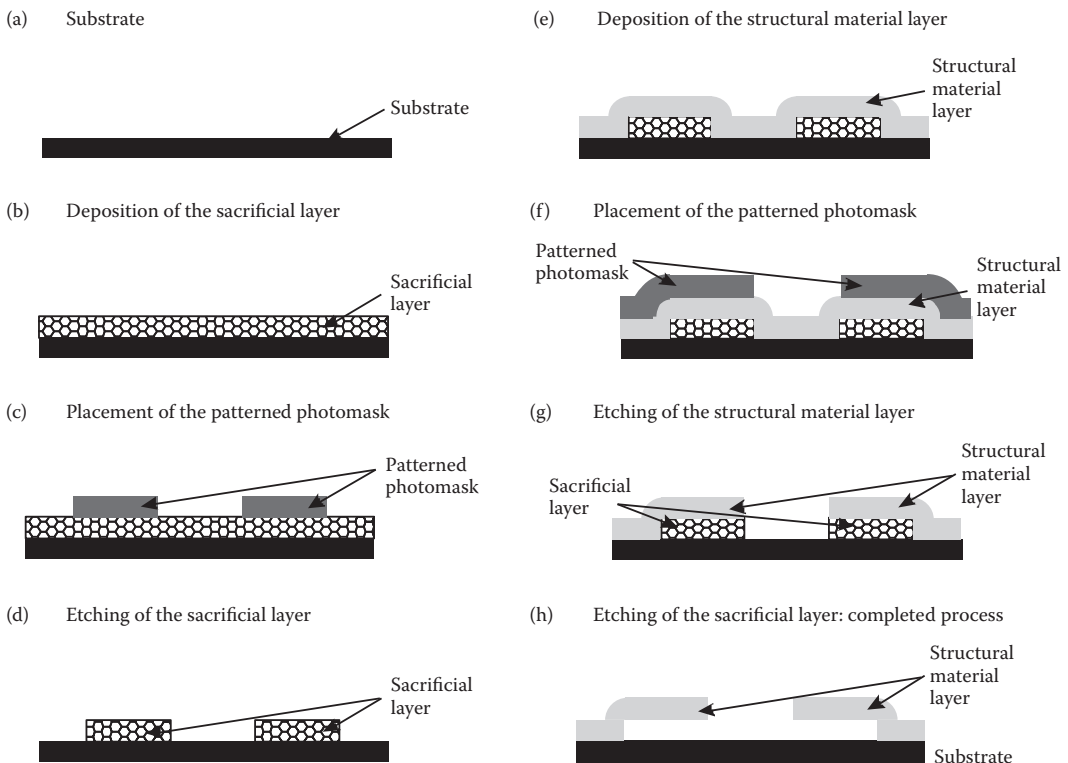 (a) Substrate
Substrate
(b) Deposition of the sacrificial layer
Sacrificial
layer
(c) Placement of the patterned photomask
Patterned
photomask
(d) Etching of the sacrificial layer
Sacrificial
layer
(e) Deposition of the structural material layer
Structural
material
layer
(f) Placement of the patterned photomask
Patterned
photomask
Structural
material
layer
(g) Etching of the structural material layer
Sacrificial
layer
Structural
material
layer
(h) Etching of the sacrificial layer: completed process
Structural
material
layer
Substrate